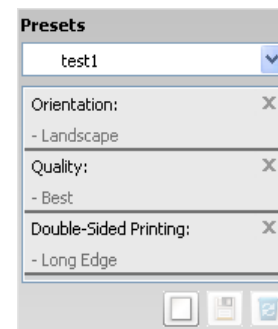 Presets
test1
Orientation:
- Landscape
Quality:
- Best
Double-Sided Printing:
- Long Edge